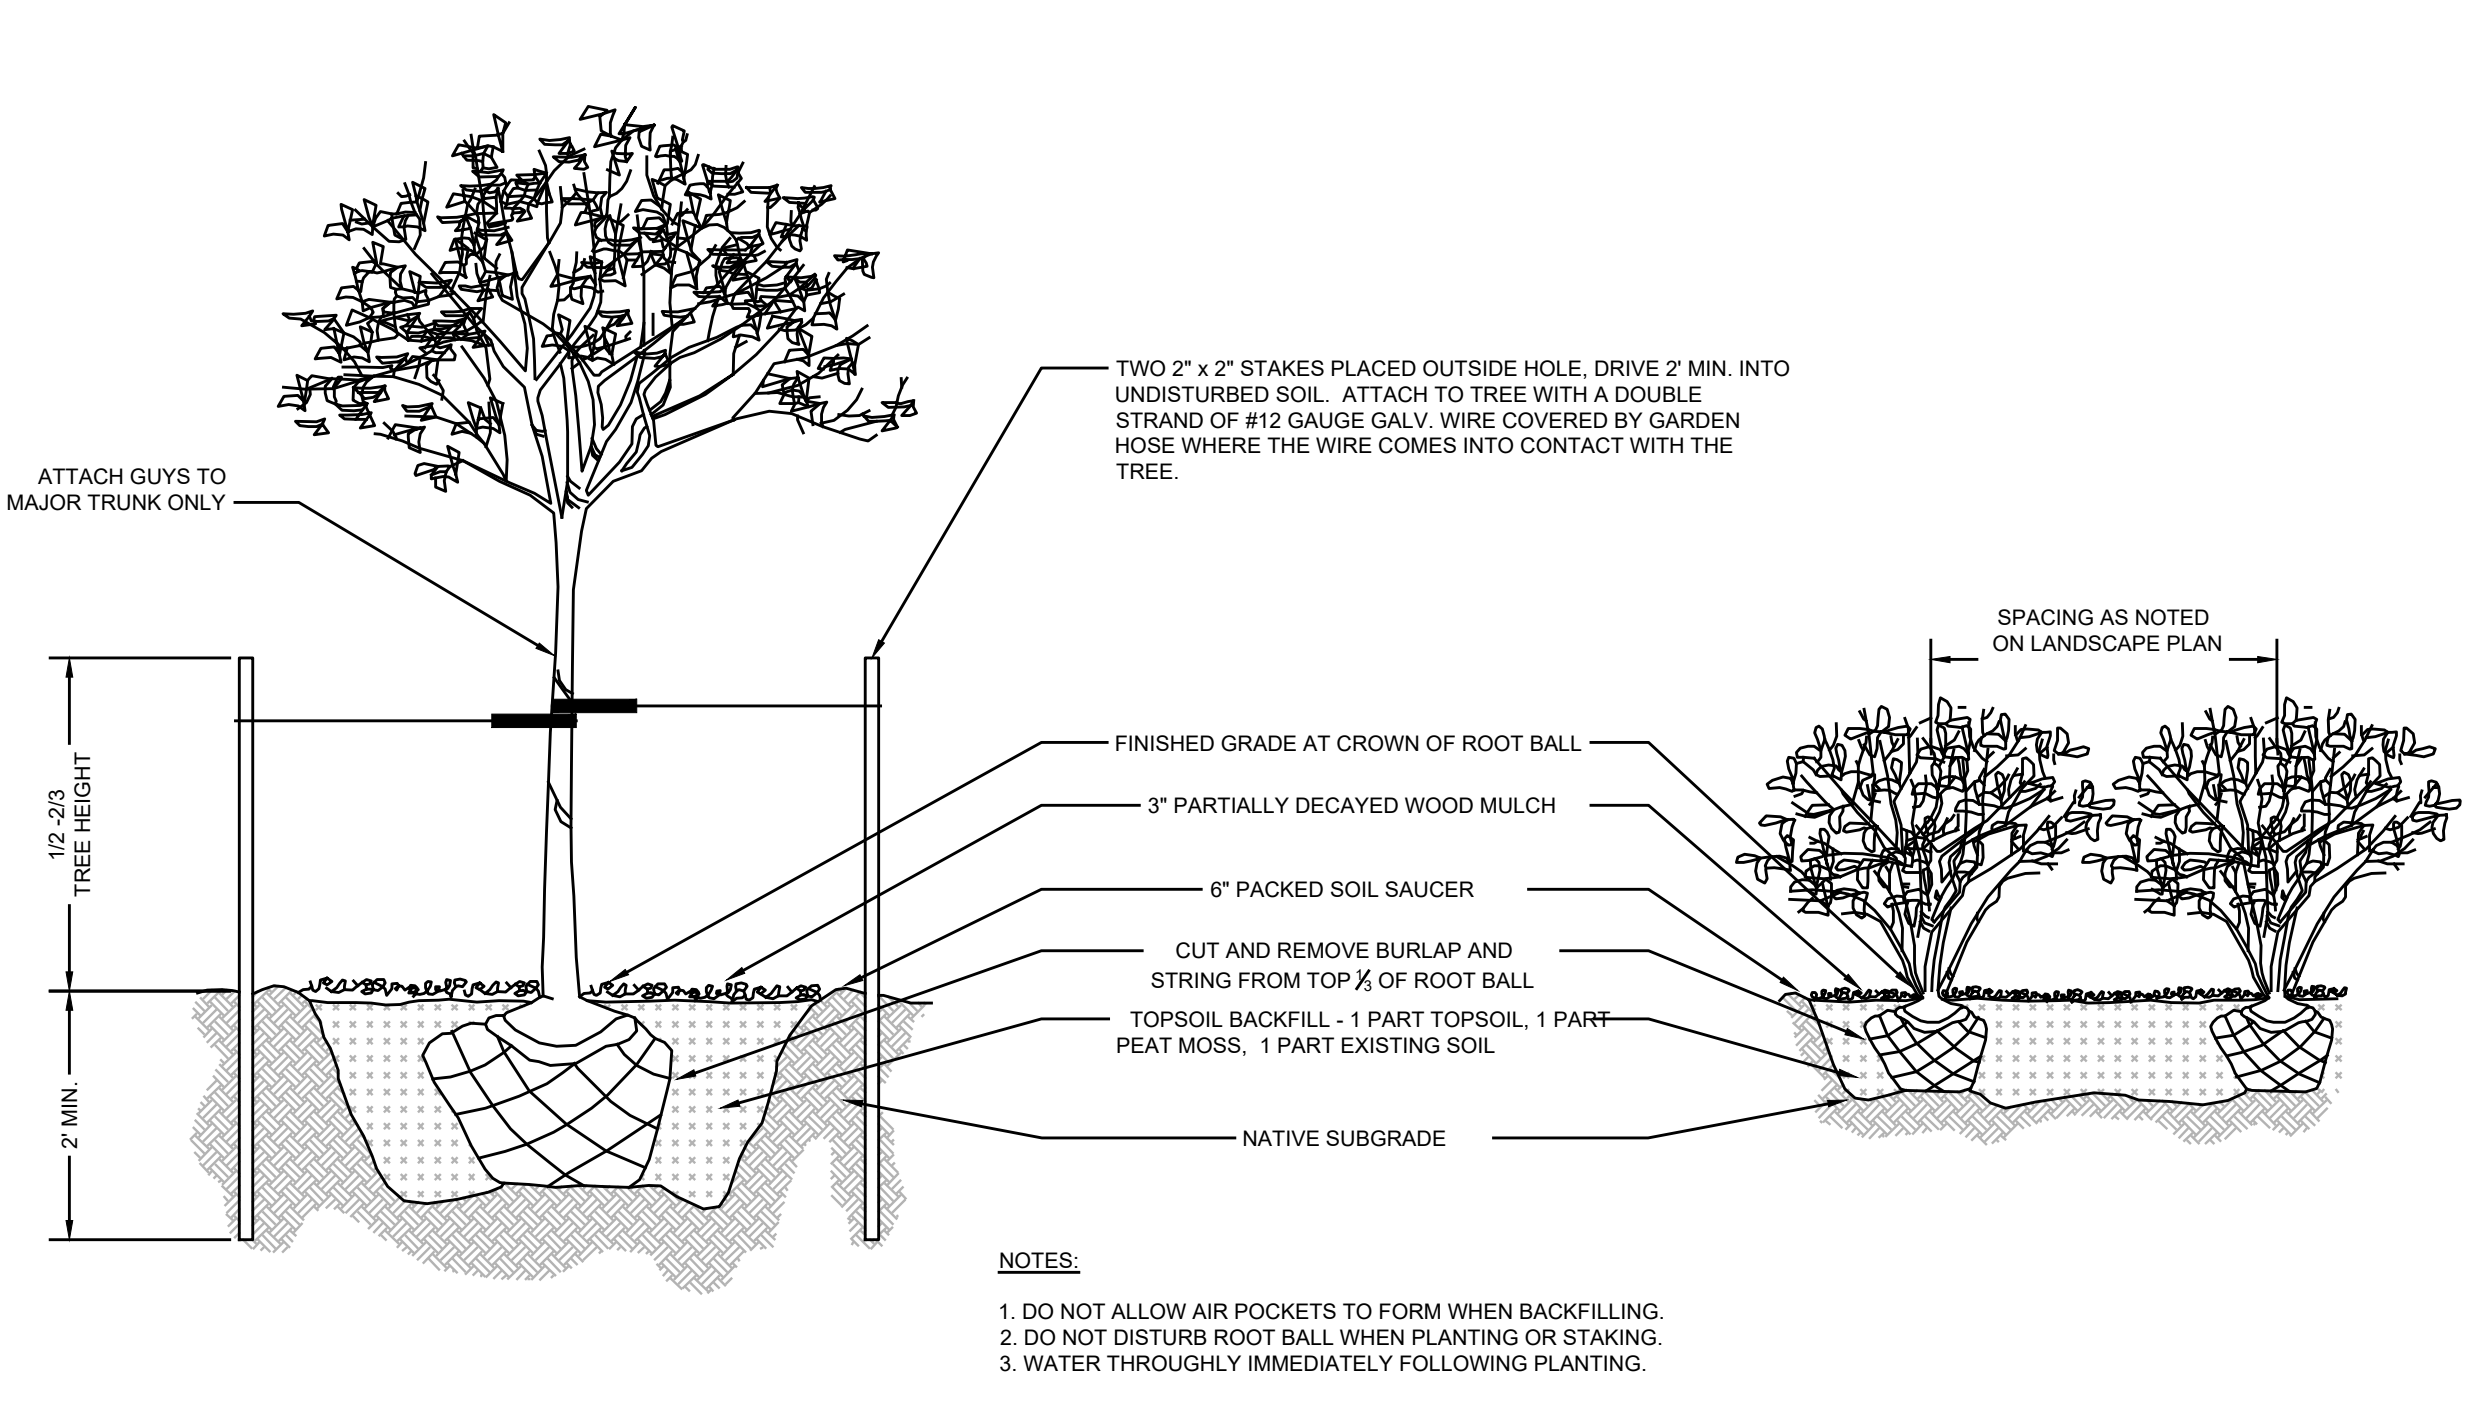 TWO 2" x 2" STAKES PLACED OUTSIDE HOLE, DRIVE 2' MIN. INTO
UNDISTURBED SOIL.  ATTACH TO TREE WITH A DOUBLE
STRAND OF #12 GAUGE GALV. WIRE COVERED BY GARDEN
HOSE WHERE THE WIRE COMES INTO CONTACT WITH THE
TREE.
ATTACH GUYS TO
MAJOR TRUNK ONLY
SPACING AS NOTED
ON LANDSCAPE PLAN
1/2 -2/3
TREE HEIGHT
2' MIN.
FINISHED GRADE AT CROWN OF ROOT BALL
3" PARTIALLY DECAYED WOOD MULCH
6" PACKED SOIL SAUCER
CUT AND REMOVE BURLAP AND
STRING FROM TOP 1/3 OF ROOT BALL
TOPSOIL BACKFILL - 1 PART TOPSOIL, 1 PART
PEAT MOSS,  1 PART EXISTING SOIL
NATIVE SUBGRADE
NOTES:
1. DO NOT ALLOW AIR POCKETS TO FORM WHEN BACKFILLING.
2. DO NOT DISTURB ROOT BALL WHEN PLANTING OR STAKING.
3. WATER THROUGHLY IMMEDIATELY FOLLOWING PLANTING.